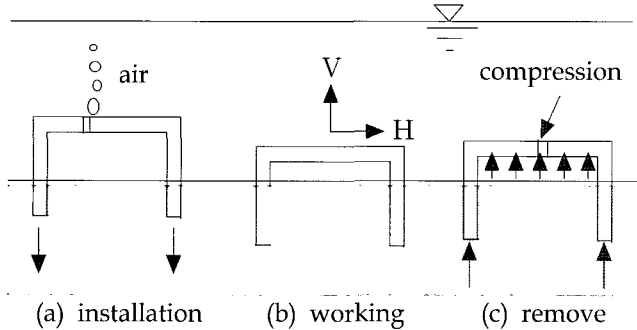 air
V
H
compression
(a) installation
(b) working
(c) remove